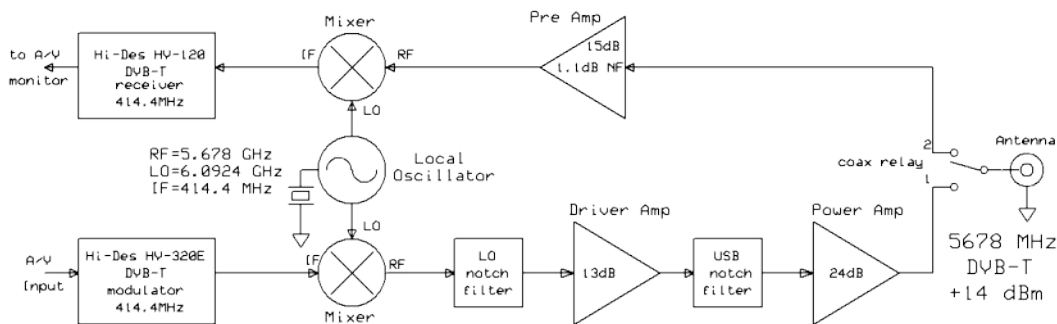 Mixer
Pre Amp
to A/V
monitor
Hi-Des HV-120
DVB-T
receiver
414.4MHz
IF
RF
15dB
1.1dB NF
LO
RF=5.678 GHz
LO=6.0924 GHz
IF=414.4 MHz
Local
Oscillator
2
coax relay
1
Antenna
LO
Driver Amp
Power Amp
A/V
Input
Hi-Des HV-320E
DVB-T
modulator
414.4MHz
IF
RF
Mixer
LO
notch
filter
13dB
USB
notch
filter
24dB
5678 MHz
DVB-T
+14 dBm